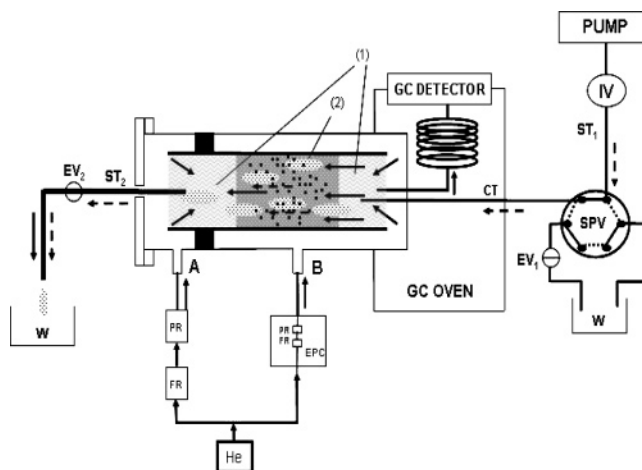 PUMP
IV
ST1
(1)
(2)
GC DETECTOR
EV2
ST2
CT
SPV
EV1
A
B
GC OVEN
W
W
PR
FR
PR
FR
EPC
He